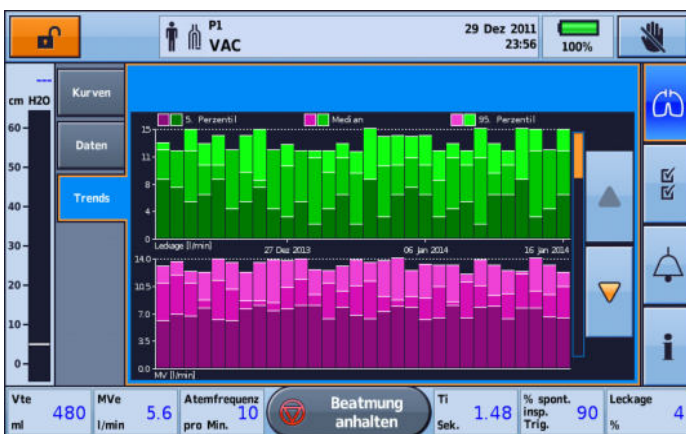 P1
VAC
29 Dez 2011
23:56
100%
---
cm H2O
60
50
40
30
20
10
0
Kurven
Daten
Trends
5. Perzentil
Median
95. Perzentil
15
11
8
4
0
Leckage [l/min]
27 Dez 2013
06 Jan 2014
16 Jan 2014
14.0
10.5
7.0
3.5
0.0
MV [l/min]
Vte
480
ml
MVe
5.6
l/min
Atemfrequenz
10
pro Min.
Beatmung
anhalten
Ti
1.48
Sek.
% spont.
insp.
Trig.
90
Leckage
4
%